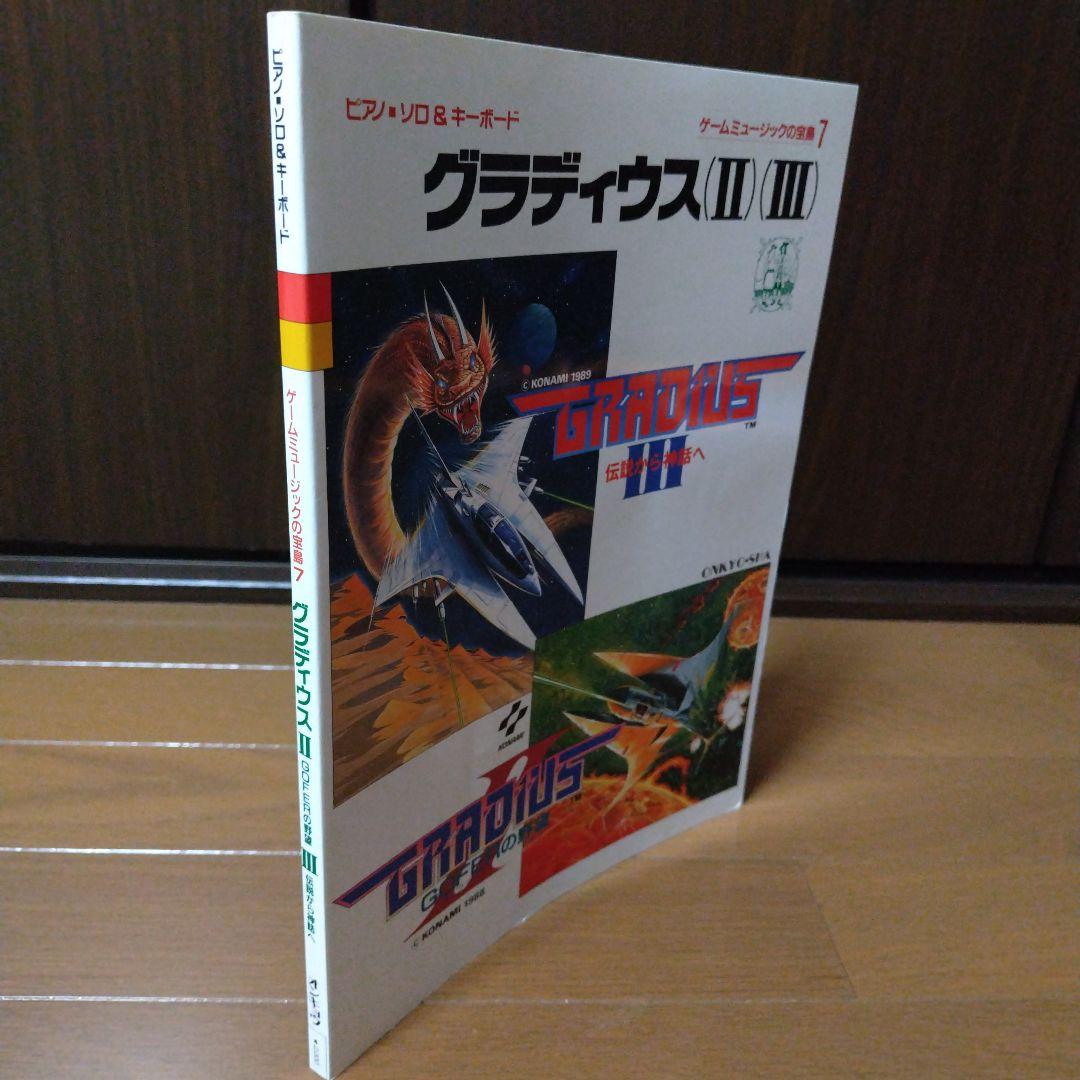 ピアノ・ソロ&キーボード
ゲームミュージックの宝島7
グラディウス II GOFERの野望 III 伝説から神話へ
ピアノ・ソロ&キーボード
ゲームミュージックの宝島7
グラディウス(II)(III)
© KONAMI 1989
GRADIUS™
III
伝説から神話へ
ONKYO-SHA
KONAMI
GRADIUS™
II
GOFERの野望
© KONAMI 1988